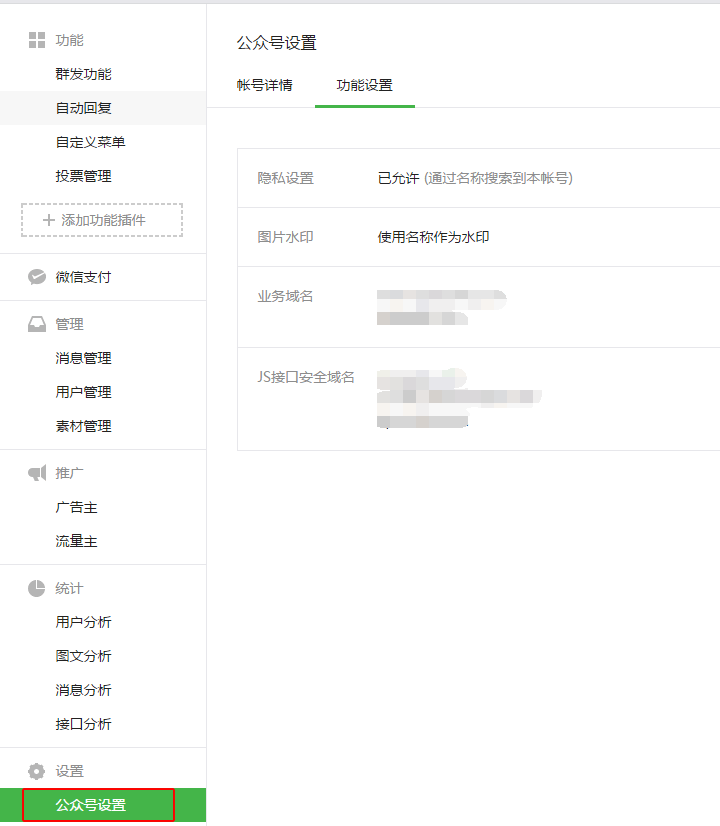 功能
群发功能
自动回复
自定义菜单
投票管理
添加功能插件
微信支付
管理
消息管理
用户管理
素材管理
推广
广告主
流量主
统计
用户分析
图文分析
消息分析
接口分析
设置
公众号设置
公众号设置
帐号详情 功能设置
隐私设置 已允许 (通过名称搜索到本帐号)
图片水印 使用名称作为水印
业务域名
JS接口安全域名